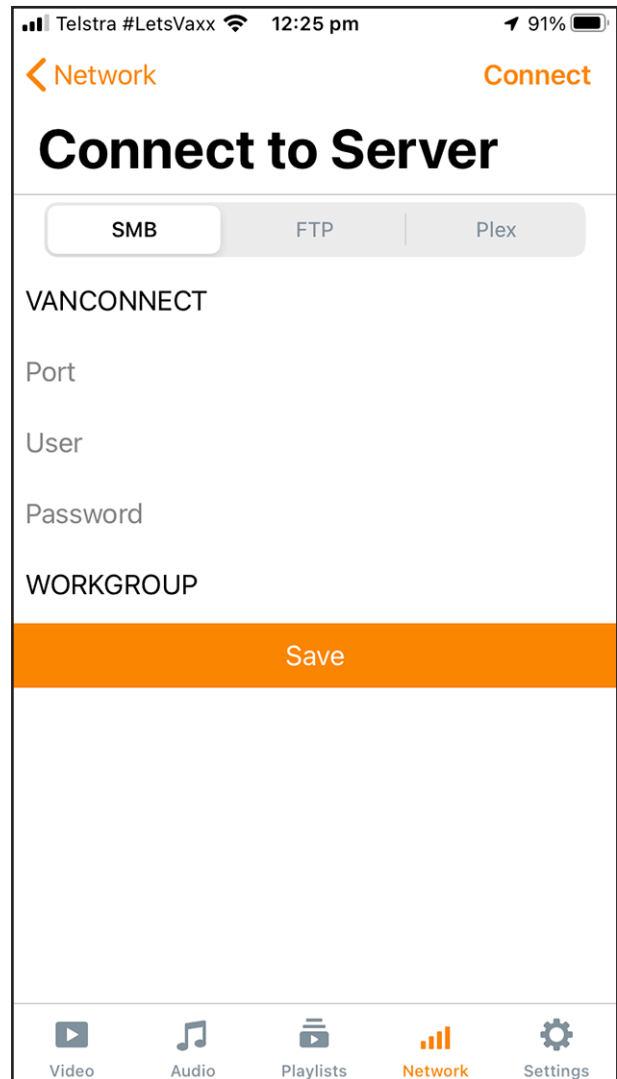 Telstra #LetsVaxx 12:25 pm 91%
Network Connect
Connect to Server
SMB FTP Plex
VANCONNECT
Port
User
Password
WORKGROUP
Save
Video Audio Playlists Network Settings